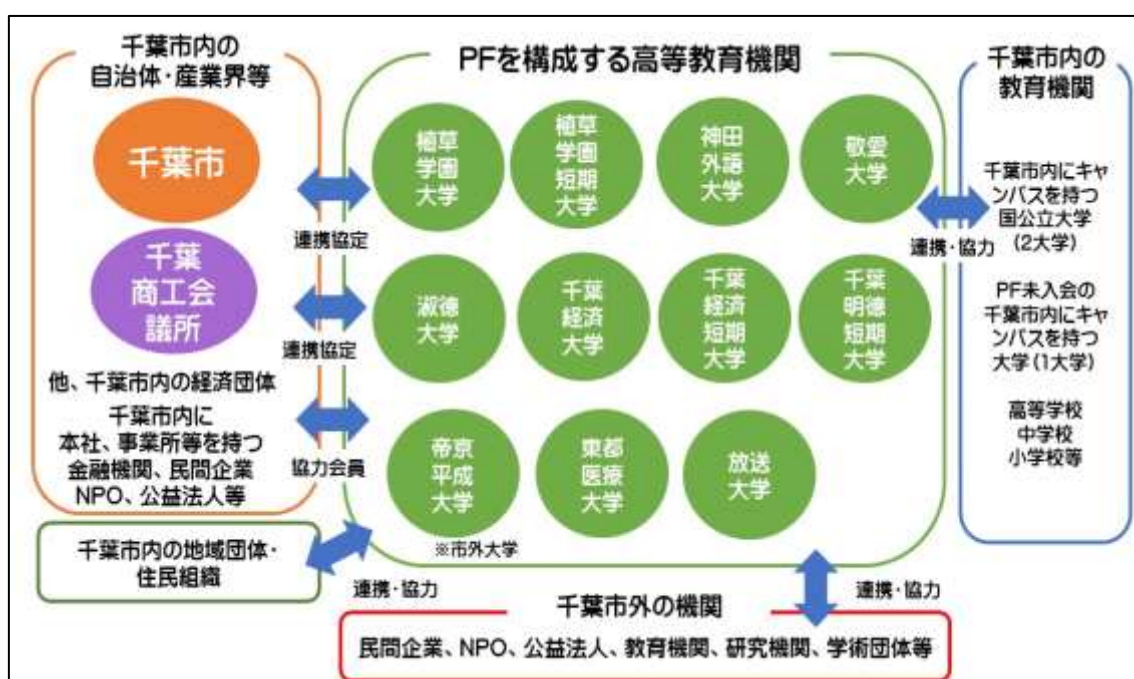 千葉市内の
自治体・産業界等
千葉市
千葉
商工会
議所
他、千葉市内の経済団体
千葉市内に
本社、事業所等を持つ
金融機関、民間企業
NPO、公益法人等
連携協定
連携協定
協力会員
PFを構成する高等教育機関
植草
学園
大学
植草
学園
短期
大学
神田
外語
大学
敬愛
大学
淑徳
大学
千葉
経済
大学
千葉
経済
短期
大学
千葉
明徳
短期
大学
帝京
平成
大学
東都
医療
大学
放送
大学
※市外大学
連携・協力
千葉市内の
教育機関
千葉市内にキャ
ンパスを持つ
国公立大学
(2大学)
PF未入会の
千葉市内にキャ
ンパスを持つ
大学(1大学)
高等学校
中学校
小学校等
千葉市内の地域団体・
住民組織
連携・協力
連携・協力
千葉市外の機関
民間企業、NPO、公益法人、教育機関、研究機関、学術団体等